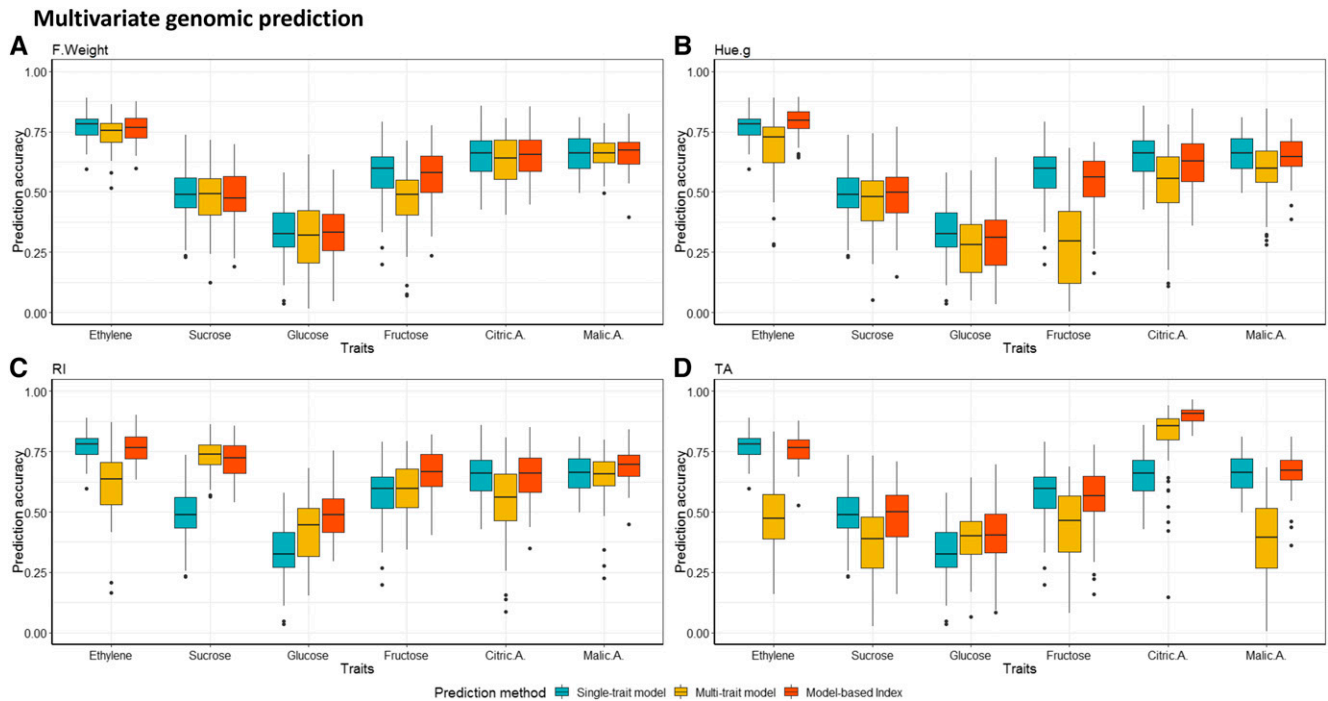 Multivariate genomic prediction
A
F.Weight
Prediction accuracy
1.00
0.75
0.50
0.25
0.00
Ethylene Sucrose Glucose Fructose Citric.A. Malic.A.
Traits
B
Hue.g
Prediction accuracy
1.00
0.75
0.50
0.25
0.00
Ethylene Sucrose Glucose Fructose Citric.A. Malic.A.
Traits
C
RI
Prediction accuracy
1.00
0.75
0.50
0.25
0.00
Ethylene Sucrose Glucose Fructose Citric.A. Malic.A.
Traits
D
TA
Prediction accuracy
1.00
0.75
0.50
0.25
0.00
Ethylene Sucrose Glucose Fructose Citric.A. Malic.A.
Traits
Prediction method Single-trait model Multi-trait model Model-based Index